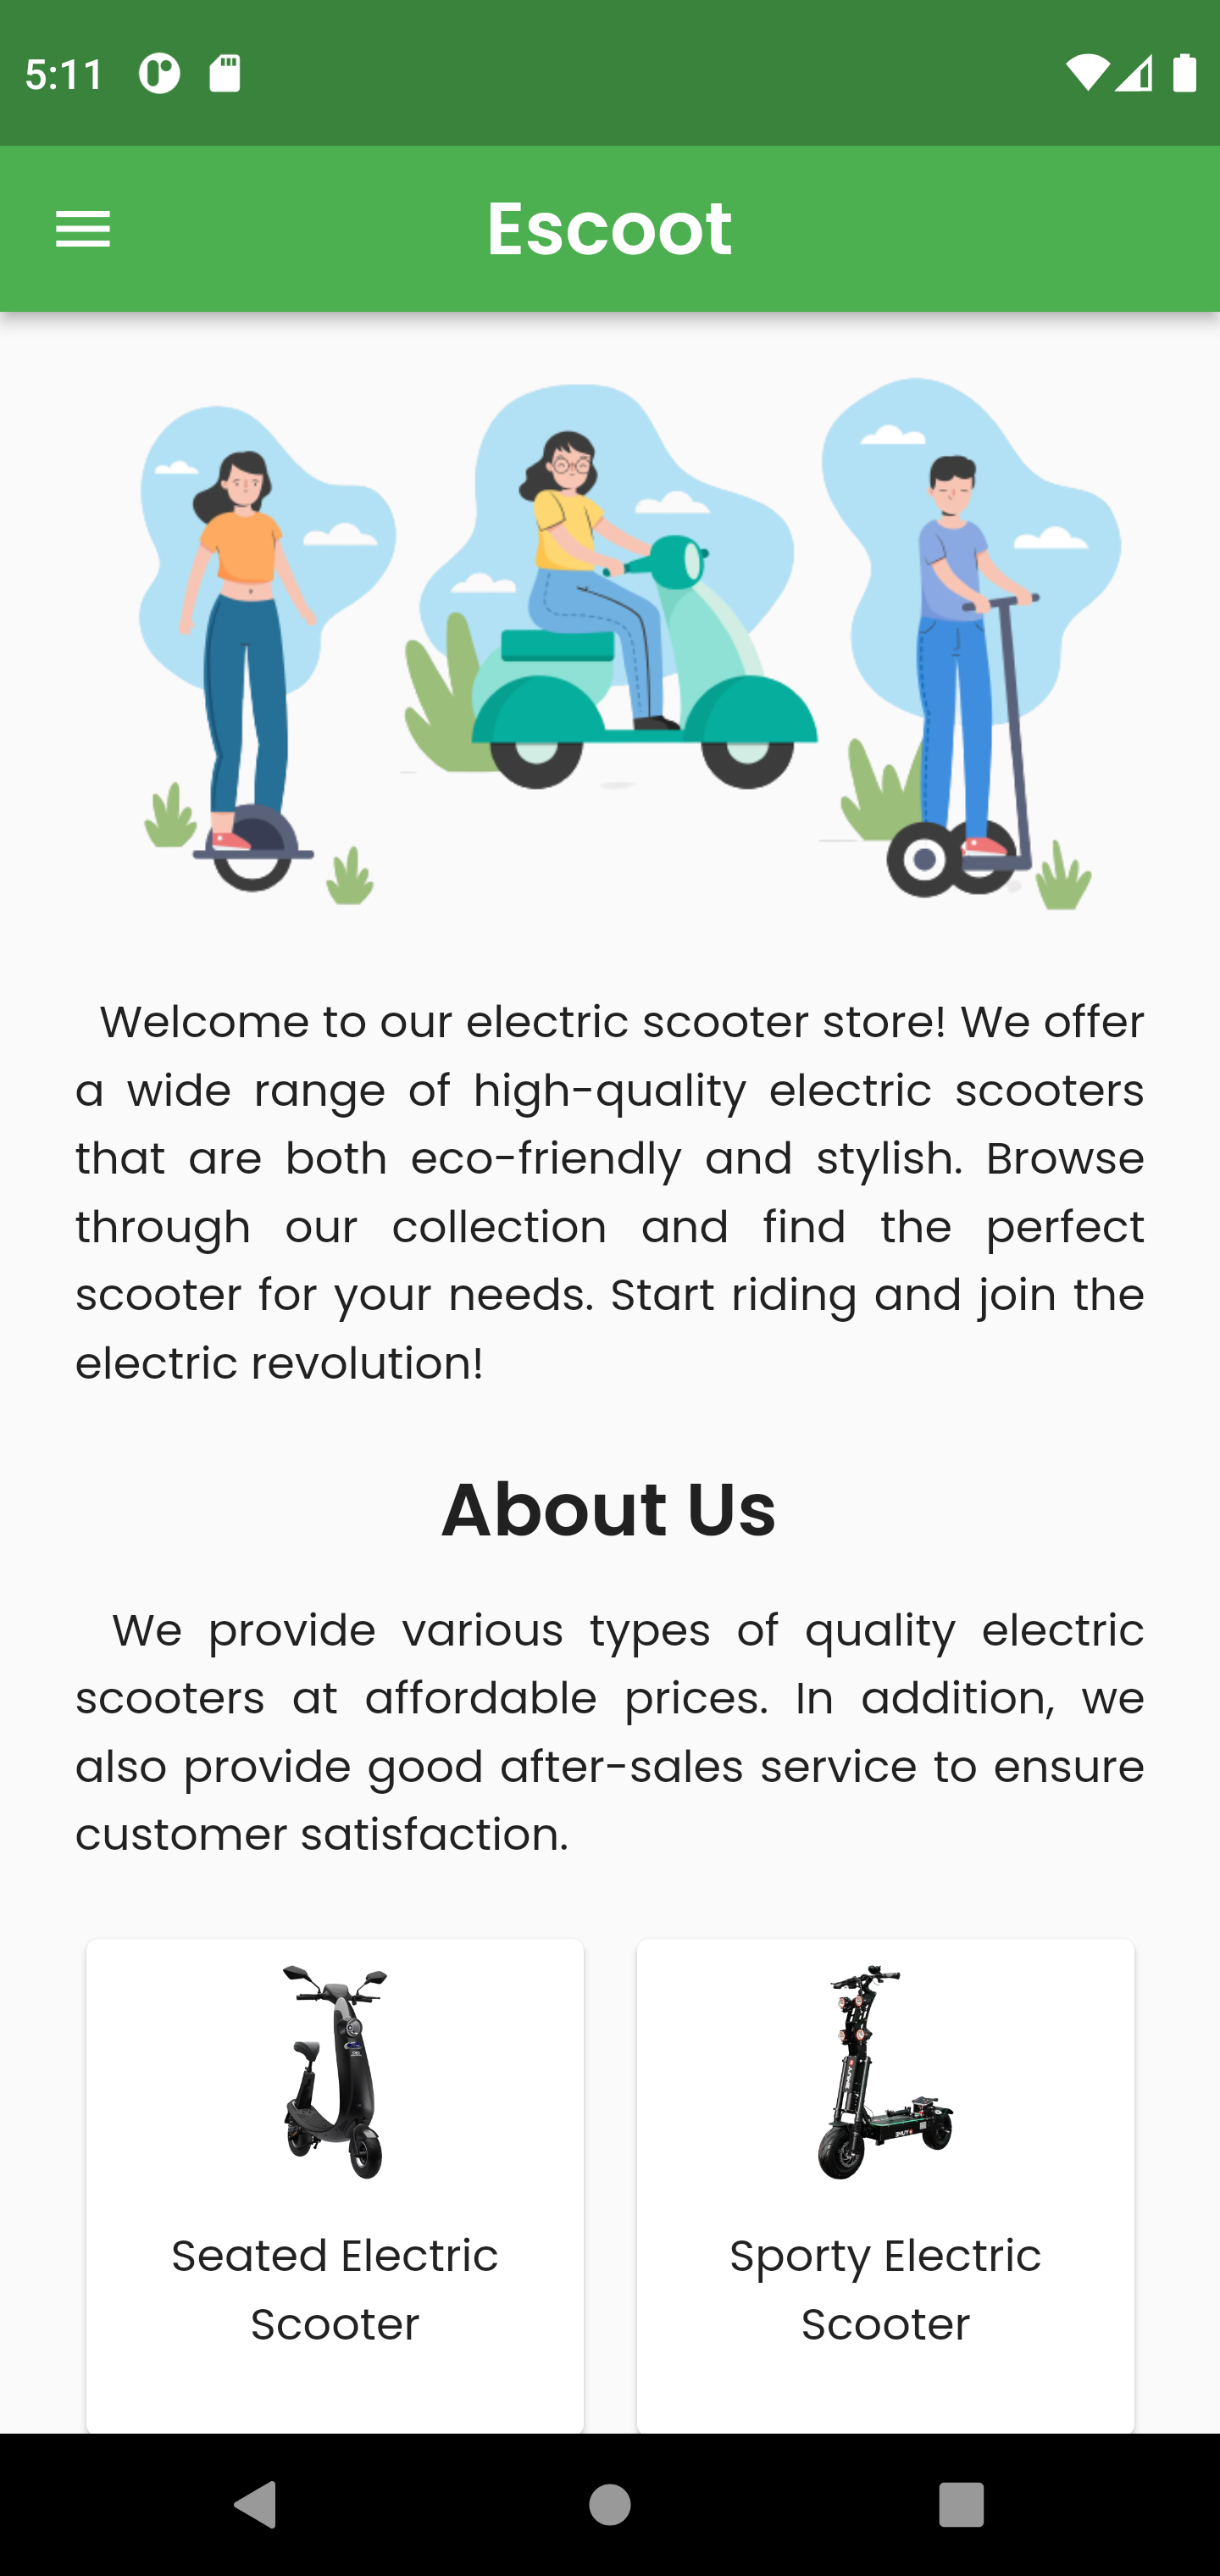 5:11
Escoot
Welcome to our electric scooter store! We offer
a wide range of high-quality electric scooters
that are both eco-friendly and stylish. Browse
through our collection and find the perfect
scooter for your needs. Start riding and join the
electric revolution!
About Us
We provide various types of quality electric
scooters at affordable prices. In addition, we
also provide good after-sales service to ensure
customer satisfaction.
Seated Electric
Scooter
Sporty Electric
Scooter